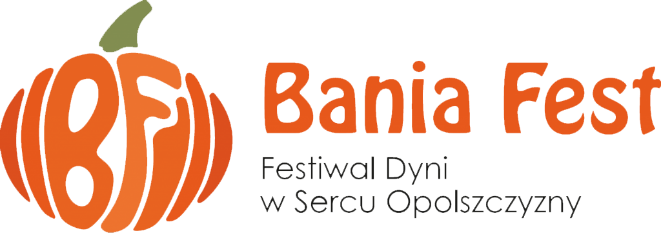 BF
Bania Fest
Festiwal Dyni
w Sercu Opolszczyzny